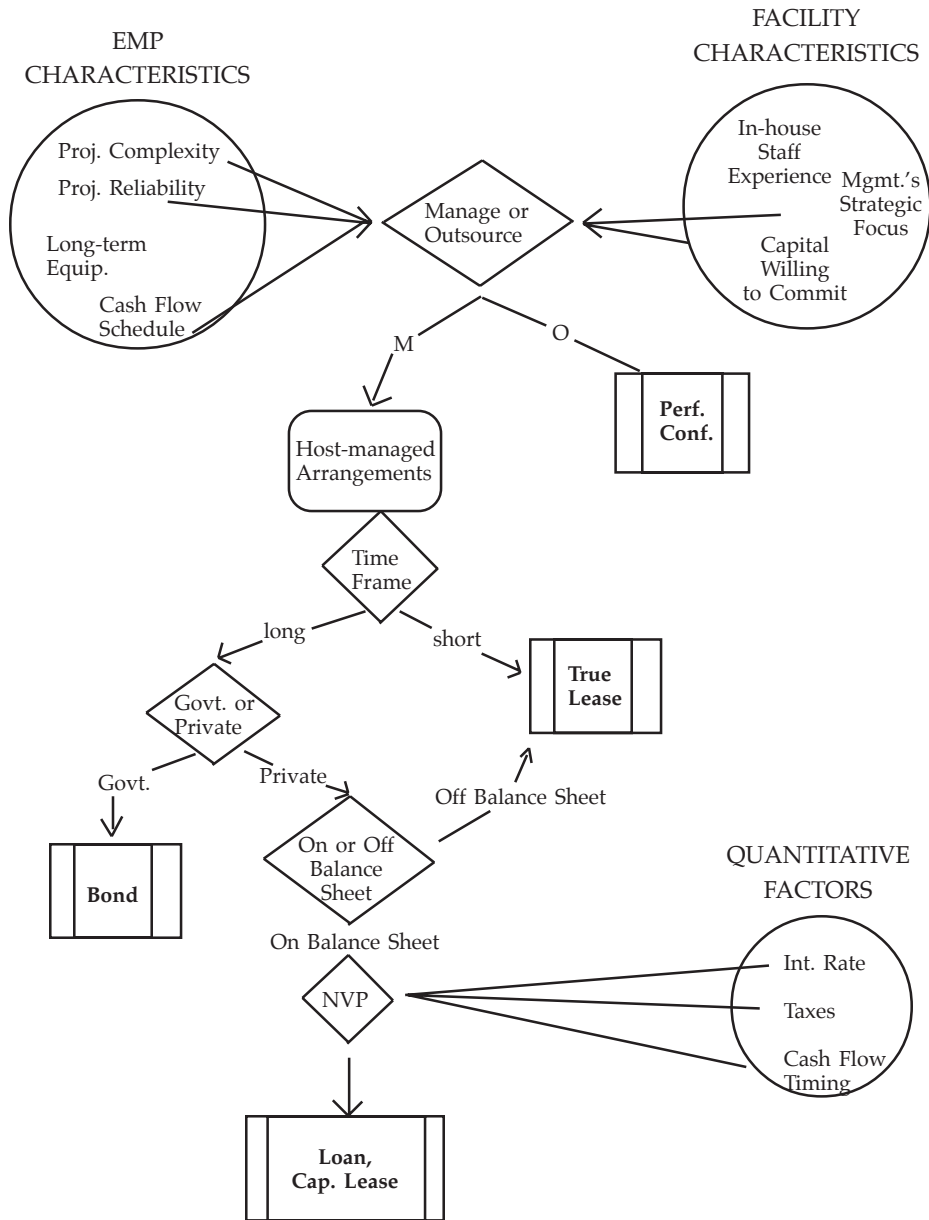 EMP
CHARACTERISTICS
Proj. Complexity
Proj. Reliability
Long-term
Equip.
Cash Flow
Schedule
Manage or
Outsource
FACILITY
CHARACTERISTICS
In-house
Staff
Experience
Mgmt.'s
Strategic
Focus
Capital
Willing
to Commit
M
O
Perf.
Conf.
Host-managed
Arrangements
Time
Frame
long
short
True
Lease
Govt. or
Private
Govt.
Private
Off Balance Sheet
Bond
On or Off
Balance
Sheet
On Balance Sheet
NVP
QUANTITATIVE
FACTORS
Int. Rate
Taxes
Cash Flow
Timing
Loan,
Cap. Lease